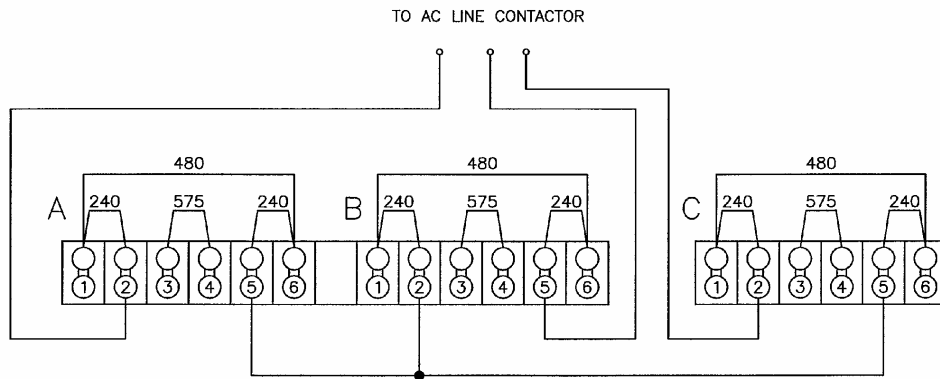 TO AC LINE CONTACTOR
480 480 480
A 240 575 240 B 240 575 240 C 240 575 240
1 2 3 4 5 6 1 2 3 4 5 6 1 2 3 4 5 6